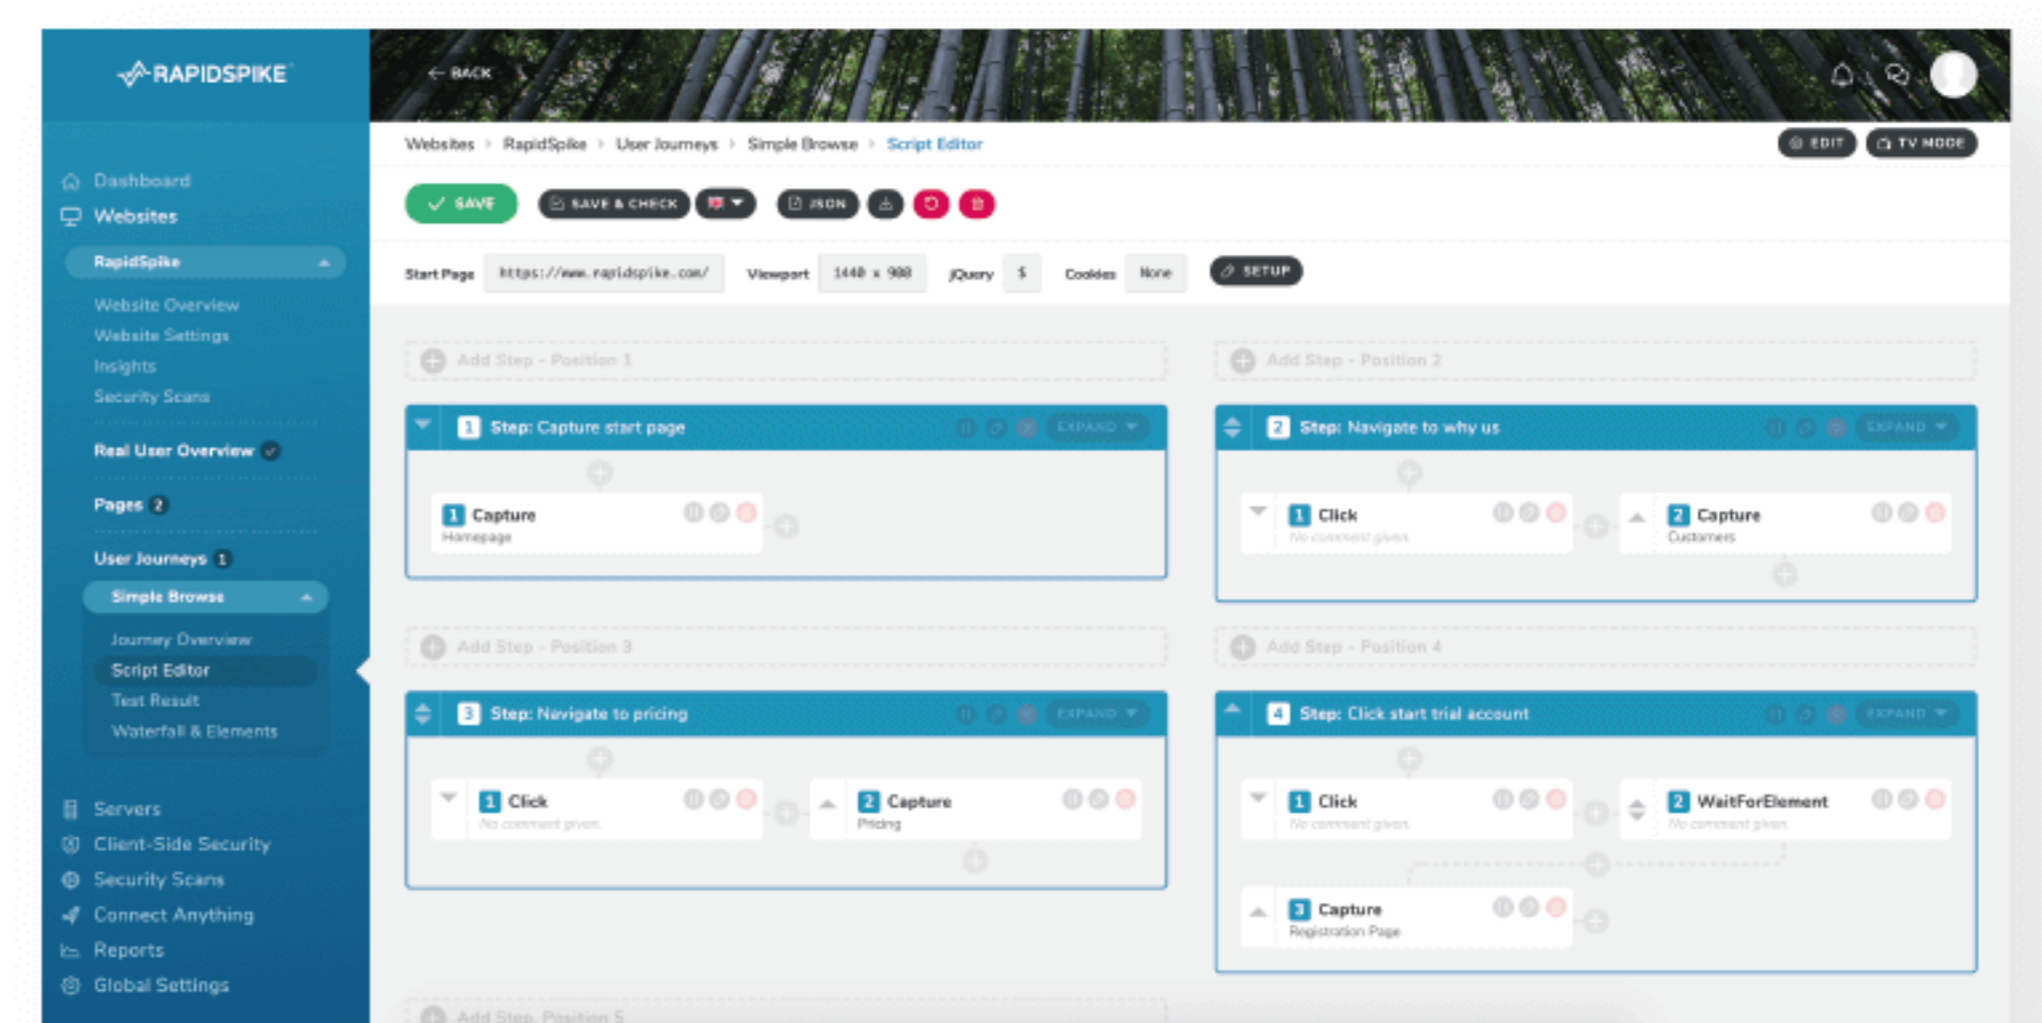 RAPIDSPIKE
← BACK
Websites > RapidSpike > User Journeys > Simple Browse > Script Editor
EDIT
TV MODE
Dashboard
Websites
RapidSpike
Website Overview
Website Settings
Insights
Security Scans
Real User Overview
Pages 2
User Journeys 1
Simple Browse
Journey Overview
Script Editor
Test Result
Waterfall & Elements
Servers
Client-Side Security
Security Scans
Connect Anything
Reports
Global Settings
SAVE
SAVE & CHECK
JSON
Start Page https://www.rapidspike.com/ Viewport 1440 x 900 jQuery $ Cookies None SETUP
Add Step - Position 1
Add Step - Position 2
1 Step: Capture start page EXPAND
1 Capture
Homepage
2 Step: Navigate to why us EXPAND
1 Click
No comment given.
2 Capture
Customers
Add Step - Position 3
Add Step - Position 4
3 Step: Navigate to pricing EXPAND
1 Click
No comment given.
2 Capture
Pricing
4 Step: Click start trial account EXPAND
1 Click
No comment given.
2 WaitForElement
No comment given.
3 Capture
Registration Page
Add Step, Position 5